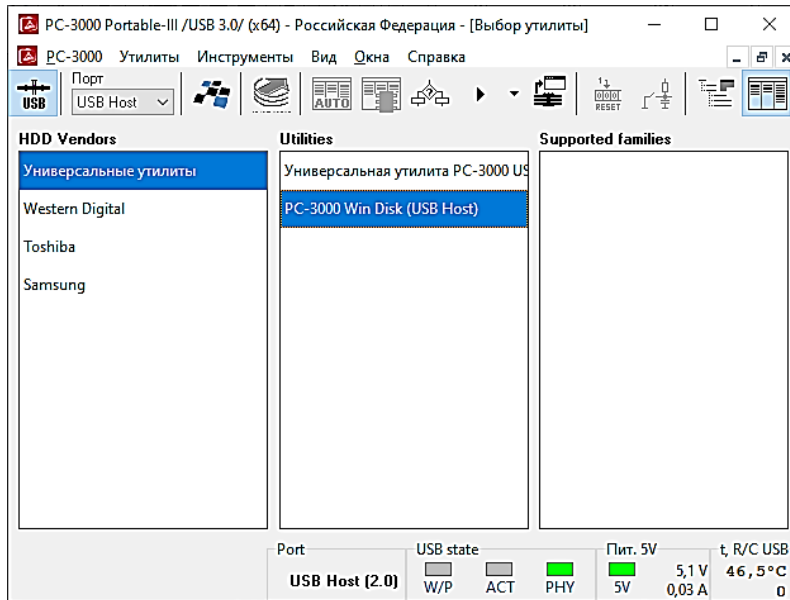 PC-3000 Portable-III /USB 3.0/ (x64) - Российская Федерация - [Выбор утилиты]
PC-3000 Утилиты Инструменты Вид Окна Справка
USB
Порт
USB Host
AUTO
RESET
HDD Vendors
Универсальные утилиты
Western Digital
Toshiba
Samsung
Utilities
Универсальная утилита PC-3000 US
PC-3000 Win Disk (USB Host)
Supported families
Port
USB Host (2.0)
USB state
W/P ACT PHY
Пит. 5V
5V
5,1 V
0,03 A
t, R/C USB
46,5°C
0